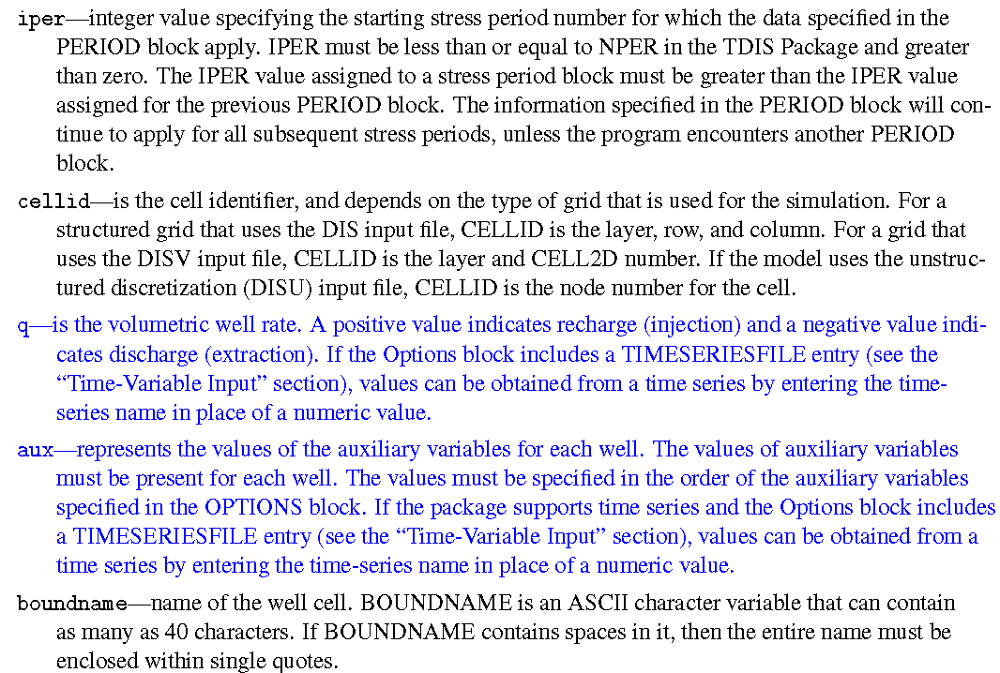 iper—integer value specifying the starting stress period number for which the data specified in the
PERIOD block apply. IPER must be less than or equal to NPER in the TDIS Package and greater
than zero. The IPER value assigned to a stress period block must be greater than the IPER value
assigned for the previous PERIOD block. The information specified in the PERIOD block will con-
tinue to apply for all subsequent stress periods, unless the program encounters another PERIOD
block.
cellid—is the cell identifier, and depends on the type of grid that is used for the simulation. For a
structured grid that uses the DIS input file, CELLID is the layer, row, and column. For a grid that
uses the DISV input file, CELLID is the layer and CELL2D number. If the model uses the unstruc-
tured discretization (DISU) input file, CELLID is the node number for the cell.
q—is the volumetric well rate. A positive value indicates recharge (injection) and a negative value indi-
cates discharge (extraction). If the Options block includes a TIMESERIESFILE entry (see the
“Time-Variable Input” section), values can be obtained from a time series by entering the time-
series name in place of a numeric value.
aux—represents the values of the auxiliary variables for each well. The values of auxiliary variables
must be present for each well. The values must be specified in the order of the auxiliary variables
specified in the OPTIONS block. If the package supports time series and the Options block includes
a TIMESERIESFILE entry (see the “Time-Variable Input” section), values can be obtained from a
time series by entering the time-series name in place of a numeric value.
boundname—name of the well cell. BOUNDNAME is an ASCII character variable that can contain
as many as 40 characters. If BOUNDNAME contains spaces in it, then the entire name must be
enclosed within single quotes.